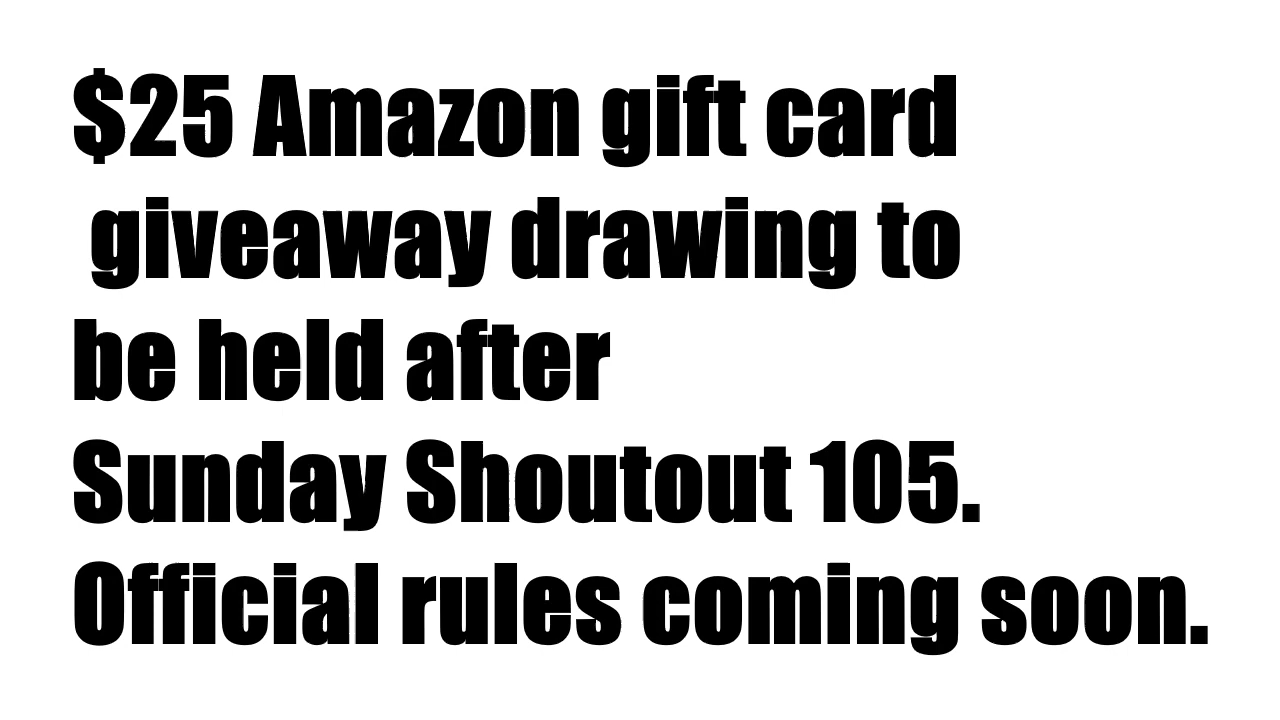 $25 Amazon gift card
giveaway drawing to
be held after
Sunday Shoutout 105.
Official rules coming soon.